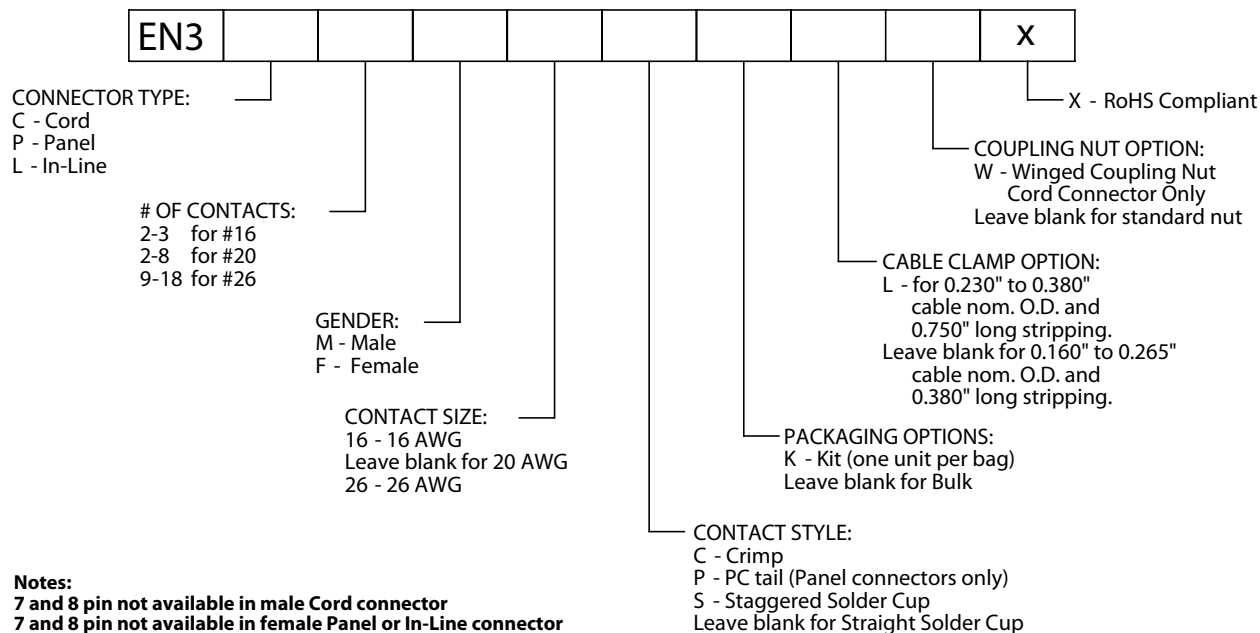 EN3 X
CONNECTOR TYPE:
C - Cord
P - Panel
L - In-Line
X - RoHS Compliant
COUPLING NUT OPTION:
W - Winged Coupling Nut
Cord Connector Only
Leave blank for standard nut
# OF CONTACTS:
2-3 for #16
2-8 for #20
9-18 for #26
CABLE CLAMP OPTION:
L - for 0.230" to 0.380"
cable nom. O.D. and
0.750" long stripping.
Leave blank for 0.160" to 0.265"
cable nom. O.D. and
0.380" long stripping.
GENDER:
M - Male
F - Female
CONTACT SIZE:
16 - 16 AWG
Leave blank for 20 AWG
26 - 26 AWG
PACKAGING OPTIONS:
K - Kit (one unit per bag)
Leave blank for Bulk
CONTACT STYLE:
C - Crimp
P - PC tail (Panel connectors only)
S - Staggered Solder Cup
Leave blank for Straight Solder Cup
Notes:
7 and 8 pin not available in male Cord connector
7 and 8 pin not available in female Panel or In-Line connector